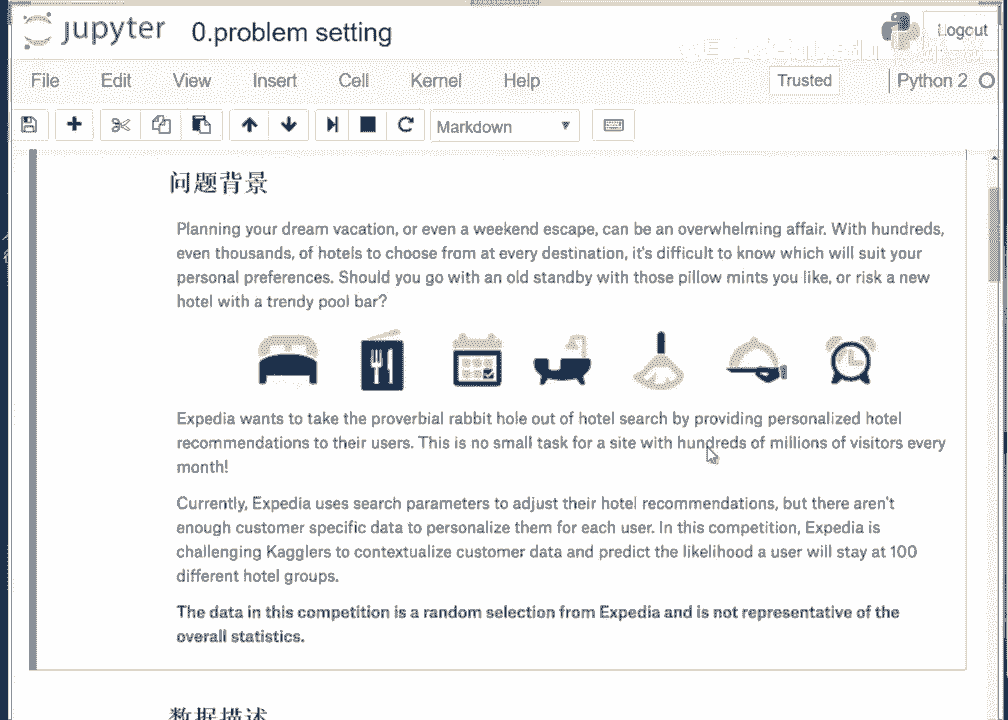 jupyter 0.problem setting
Logout
File Edit View Insert Cell Kernel Help
Trusted
Python 2
Markdown
问题背景
Planning your dream vacation, or even a weekend escape, can be an overwhelming affair. With hundreds,
even thousands, of hotels to choose from at every destination, it's difficult to know which will suit your
personal preferences. Should you go with an old standby with those pillow mints you like, or risk a new
hotel with a trendy pool bar?
Expedia wants to take the proverbial rabbit hole out of hotel search by providing personalized hotel
recommendations to their users. This is no small task for a site with hundreds of millions of visitors every
month!
Currently, Expedia uses search parameters to adjust their hotel recommendations, but there aren't
enough customer specific data to personalize them for each user. In this competition, Expedia is
challenging Kagglers to contextualize customer data and predict the likelihood a user will stay at 100
different hotel groups.
The data in this competition is a random selection from Expedia and is not representative of the
overall statistics.
数据描述